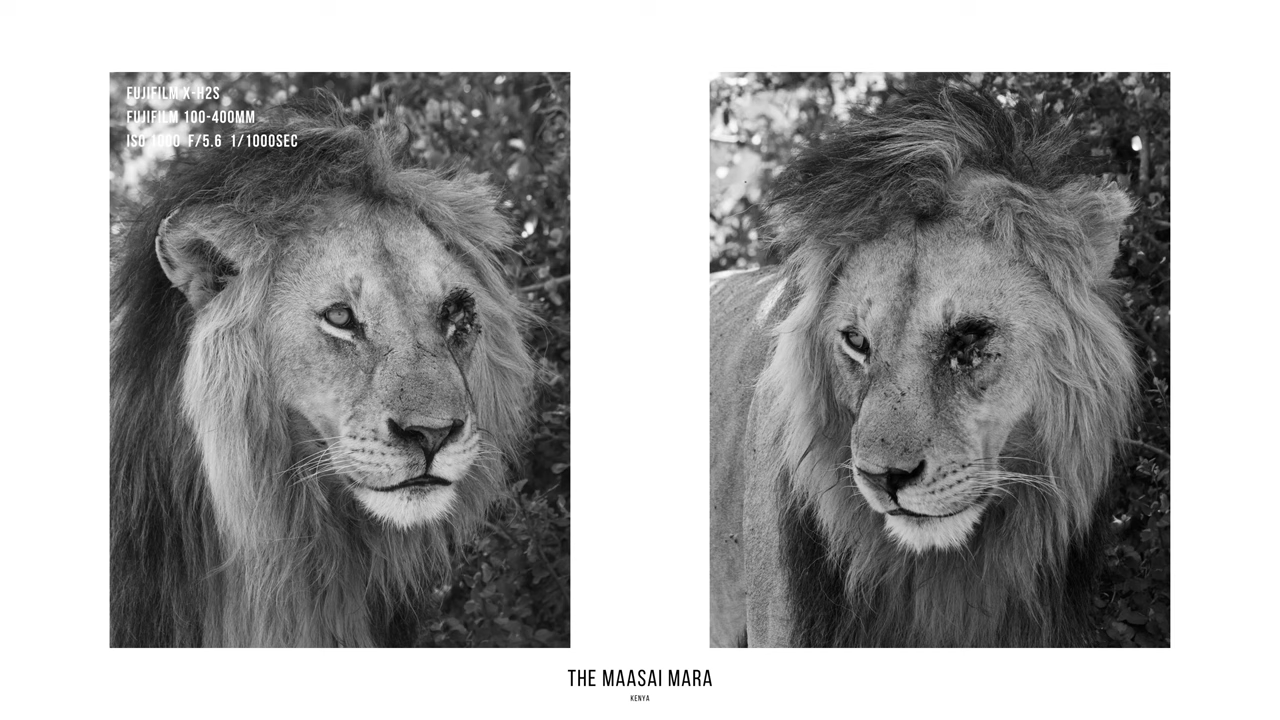 FUJIFILM X-H2S
FUJIFILM 100-400MM
ISO 1000 F/5.6 1/1000SEC
THE MAASAI MARA
KENYA